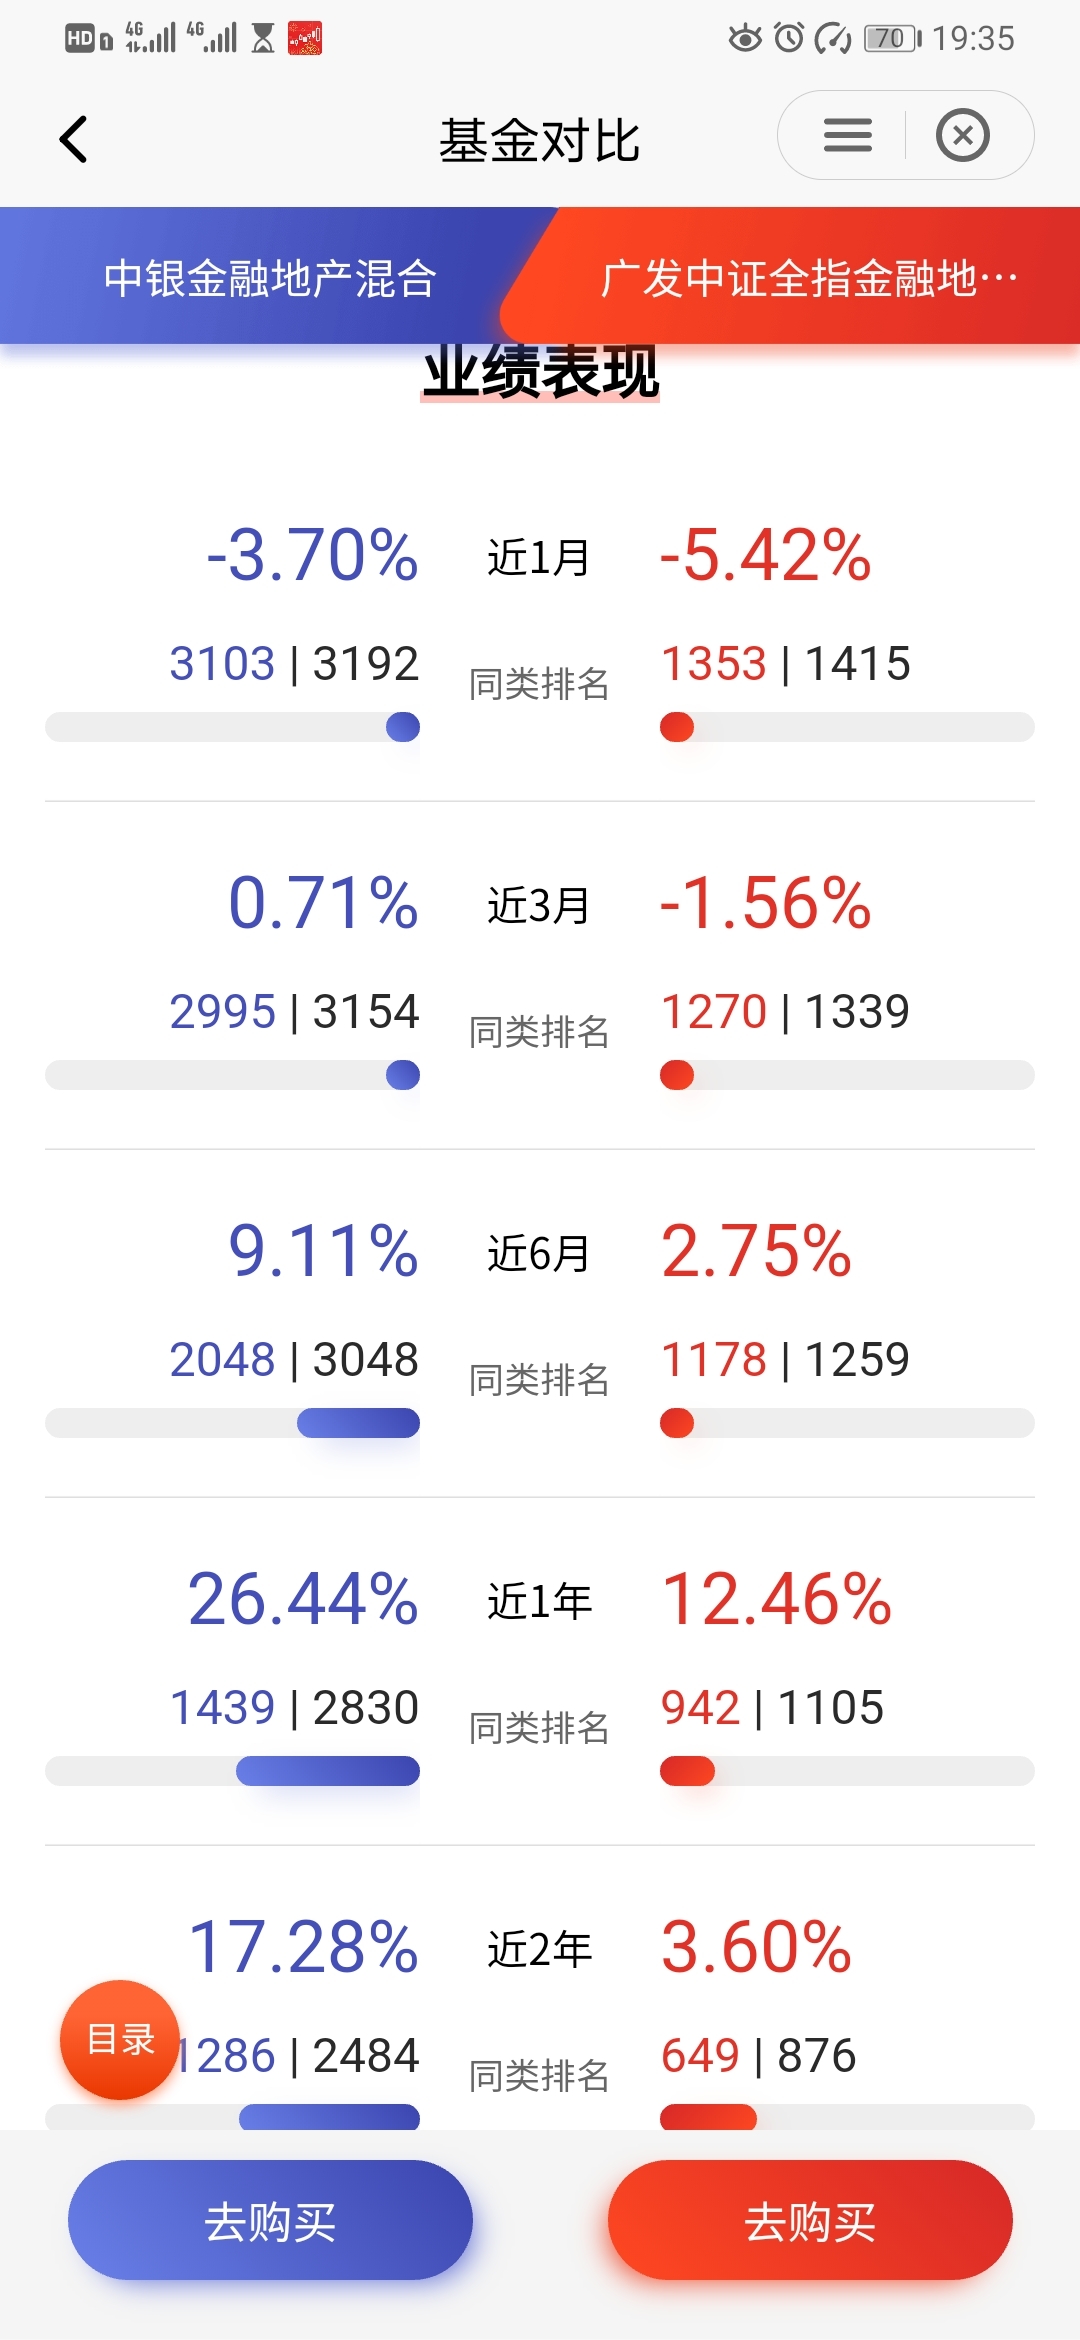 HD 1 4G 4G 70 19:35
基金对比
中银金融地产混合 广发中证全指金融地…
业绩表现
-3.70% 近1月 -5.42%
3103 | 3192 同类排名 1353 | 1415
0.71% 近3月 -1.56%
2995 | 3154 同类排名 1270 | 1339
9.11% 近6月 2.75%
2048 | 3048 同类排名 1178 | 1259
26.44% 近1年 12.46%
1439 | 2830 同类排名 942 | 1105
17.28% 近2年 3.60%
目录 1286 | 2484 同类排名 649 | 876
去购买 去购买